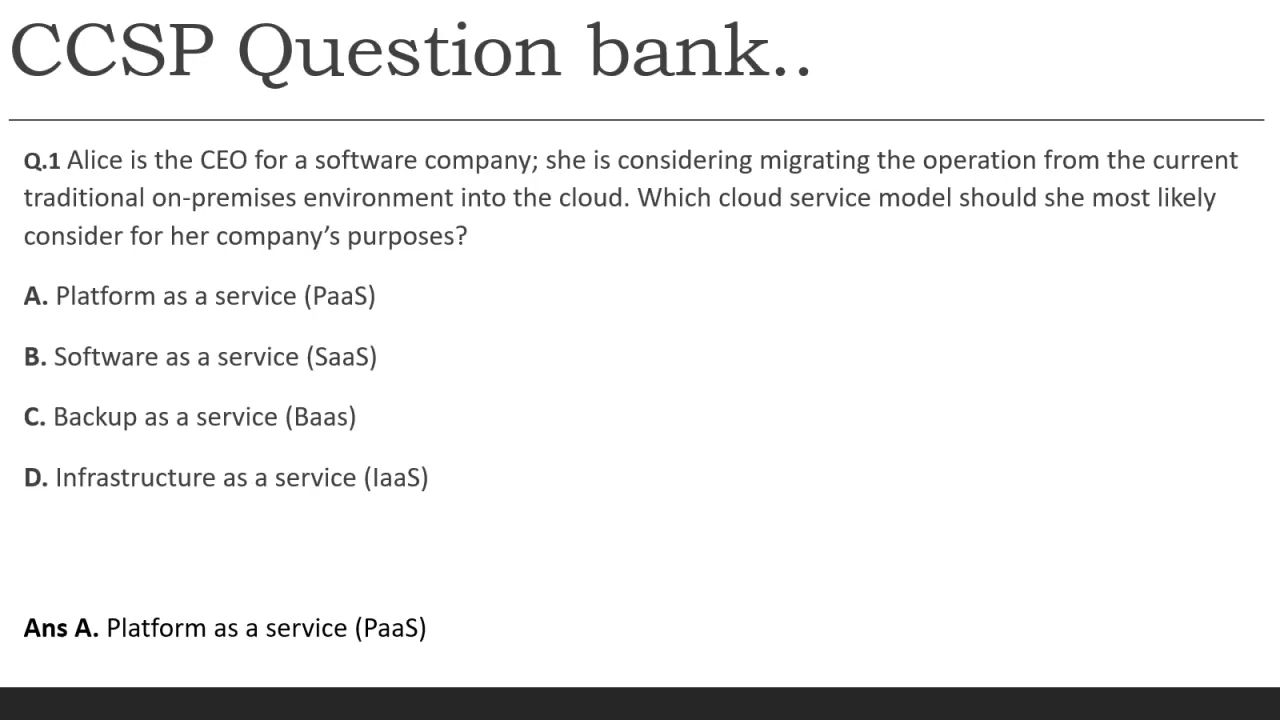 CCSP Question bank..
Q.1 Alice is the CEO for a software company; she is considering migrating the operation from the current
traditional on-premises environment into the cloud. Which cloud service model should she most likely
consider for her company’s purposes?
A. Platform as a service (PaaS)
B. Software as a service (SaaS)
C. Backup as a service (Baas)
D. Infrastructure as a service (IaaS)
Ans A. Platform as a service (PaaS)